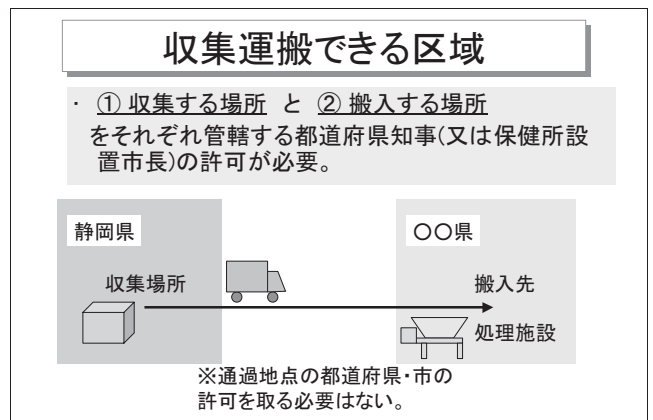 収集運搬できる区域
・ ① 収集する場所 と ② 搬入する場所
をそれぞれ管轄する都道府県知事(又は保健所設
置市長)の許可が必要。
静岡県
〇〇県
収集場所
搬入先
処理施設
※通過地点の都道府県・市の
許可を取る必要はない。